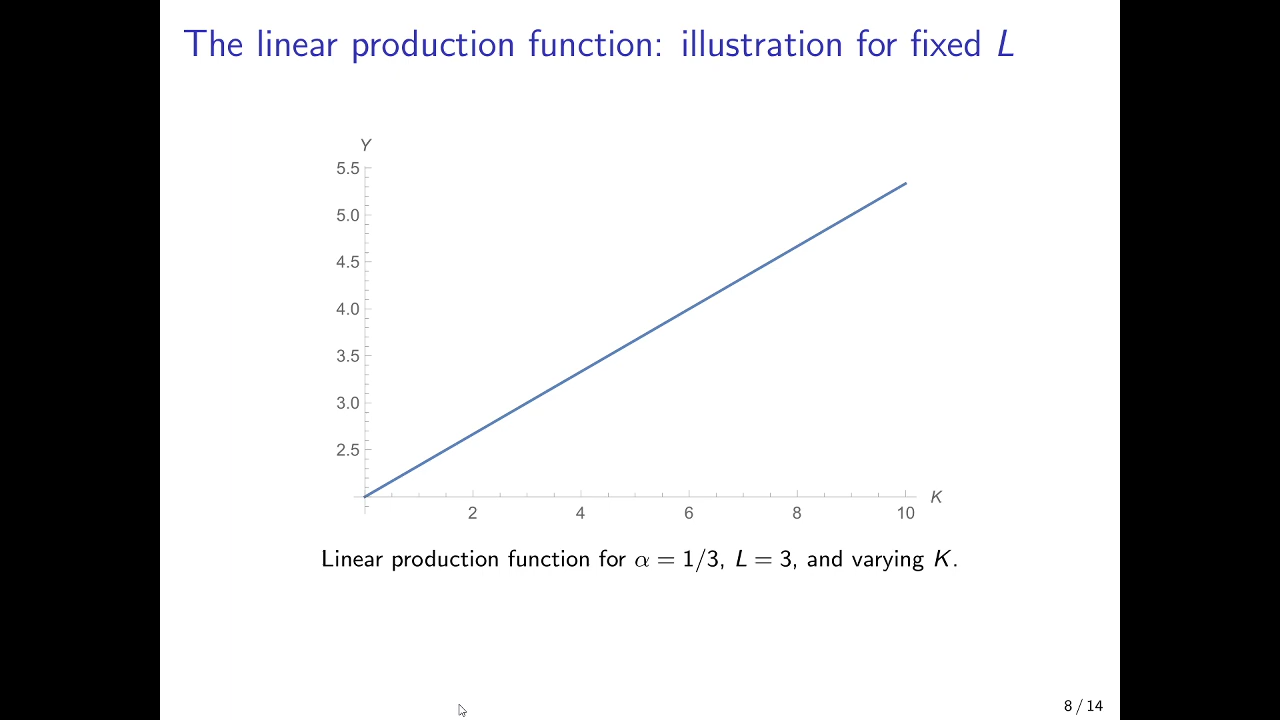 The linear production function: illustration for fixed L
Y
5.5
5.0
4.5
4.0
3.5
3.0
2.5
K
2 4 6 8 10
Linear production function for α = 1/3, L = 3, and varying K.
8 / 14